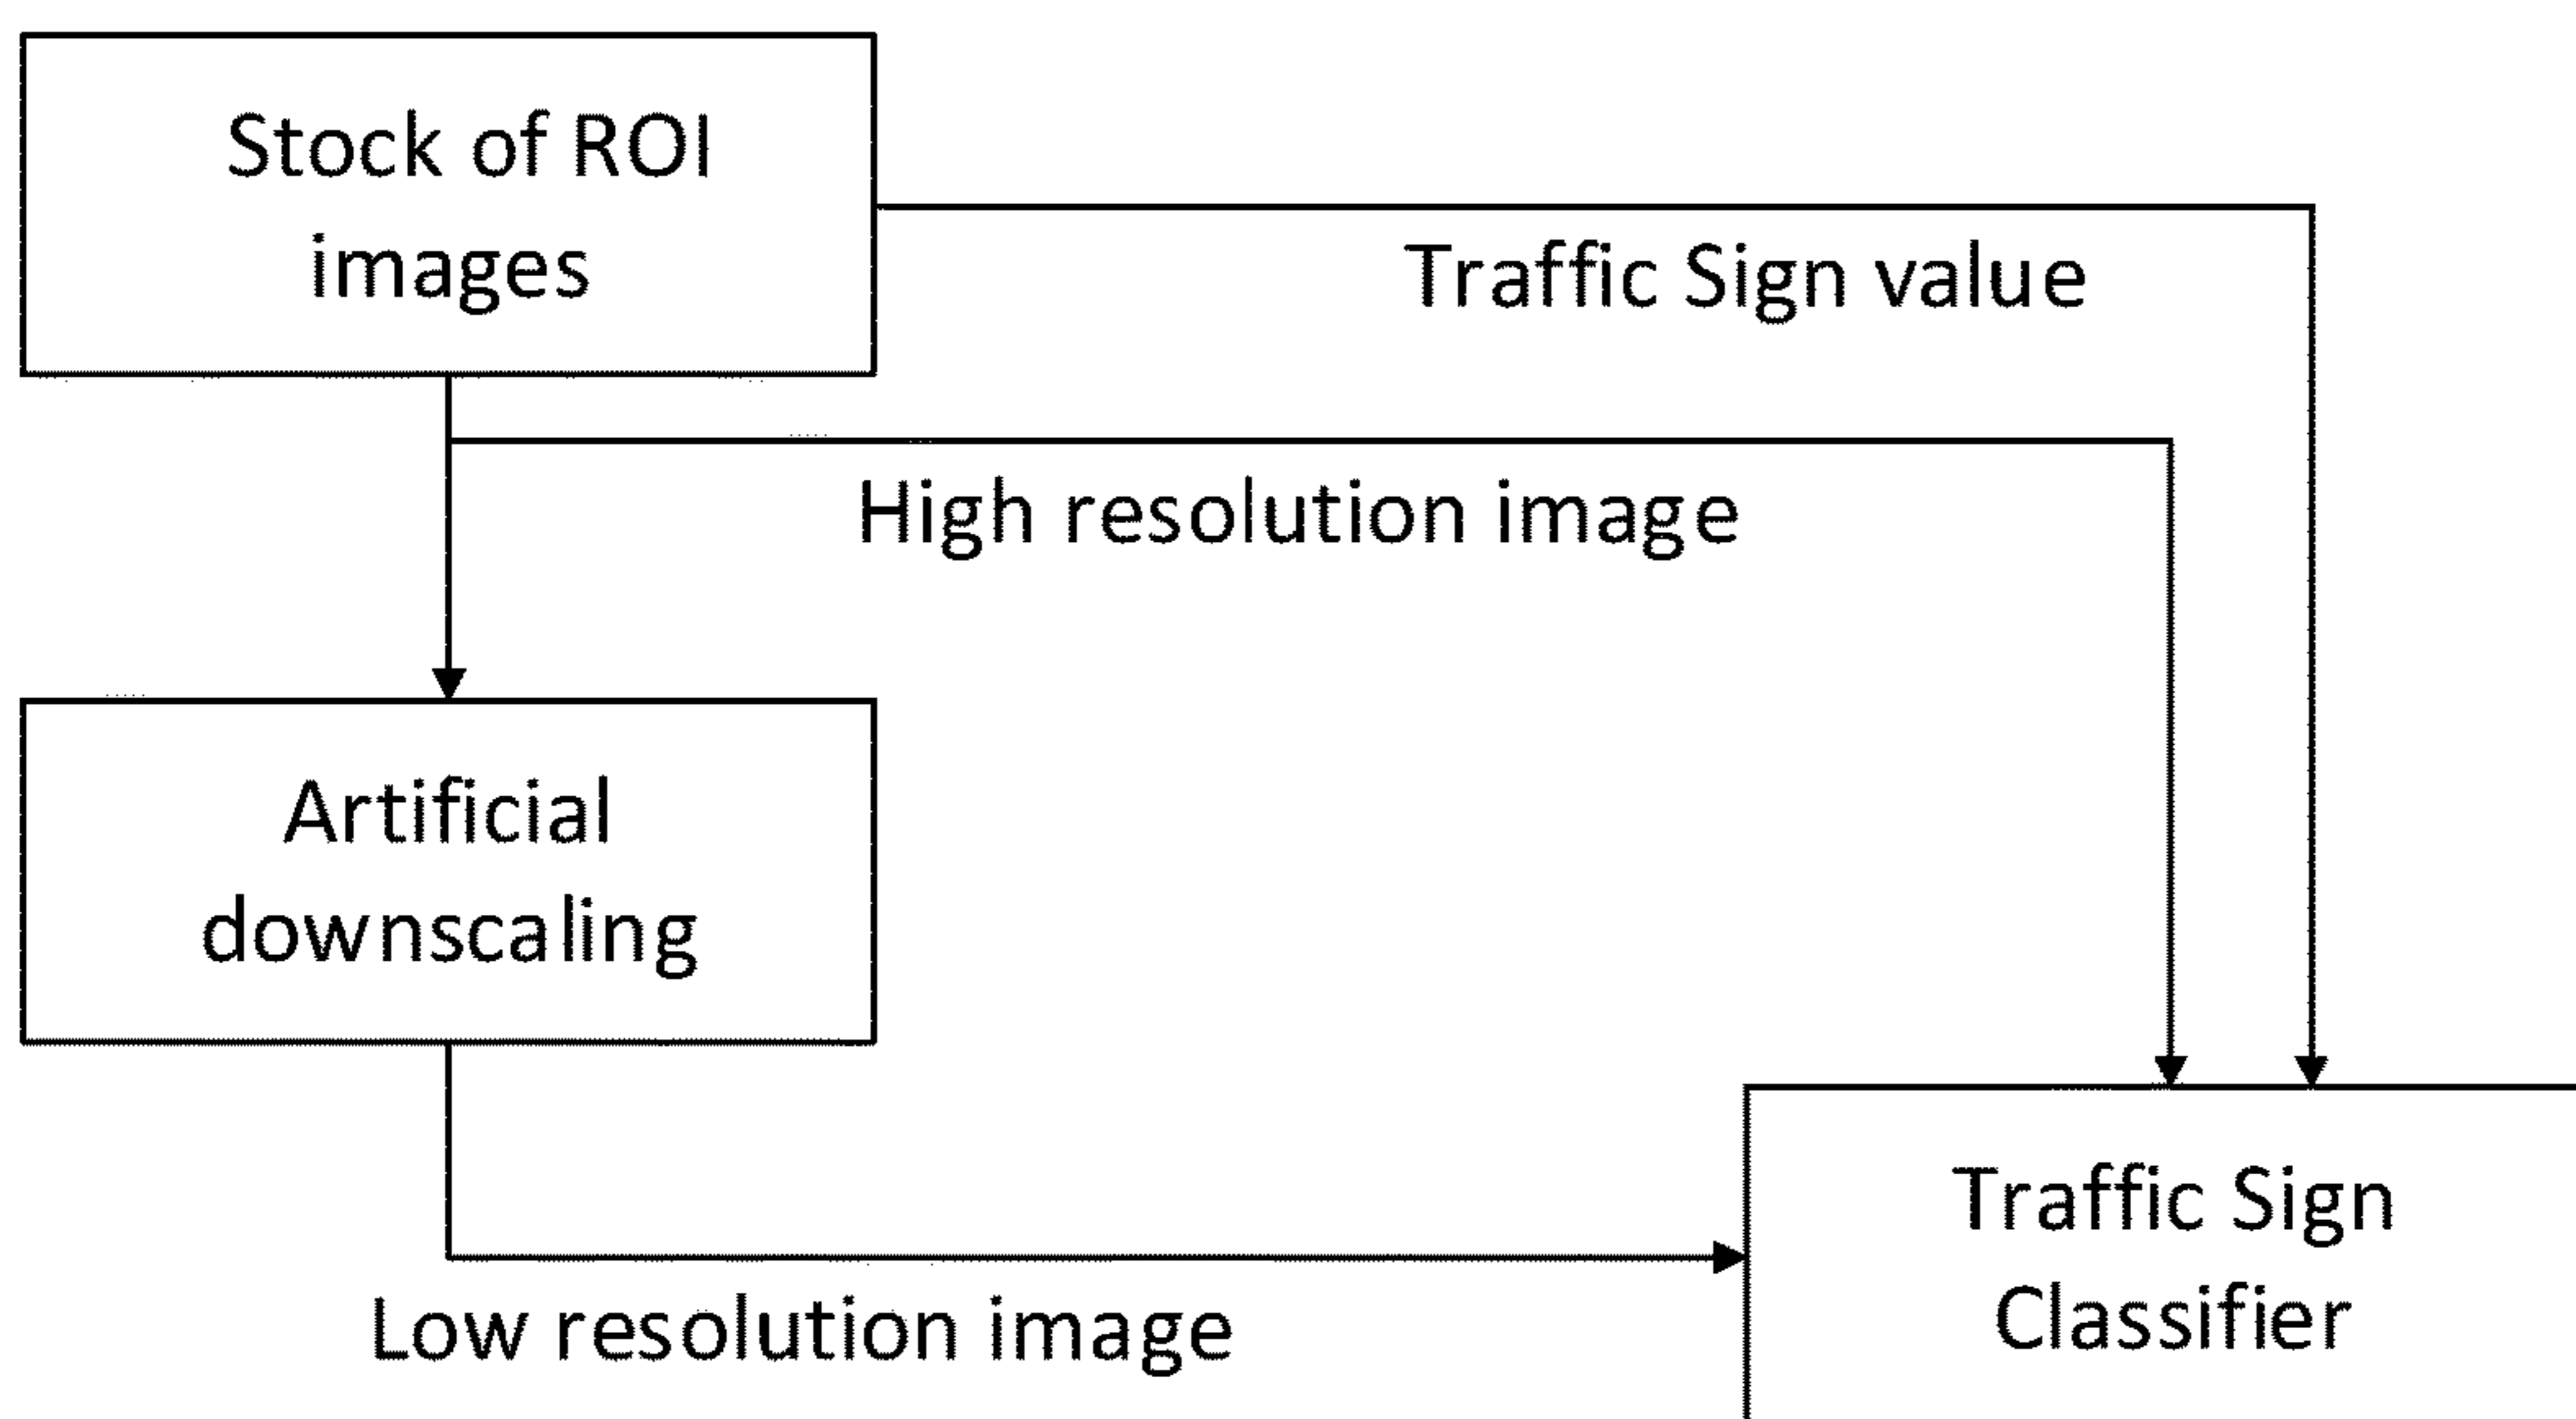 Stock of ROI
images
Traffic Sign value
High resolution image
Artificial
downscaling
Traffic Sign
Classifier
Low resolution image